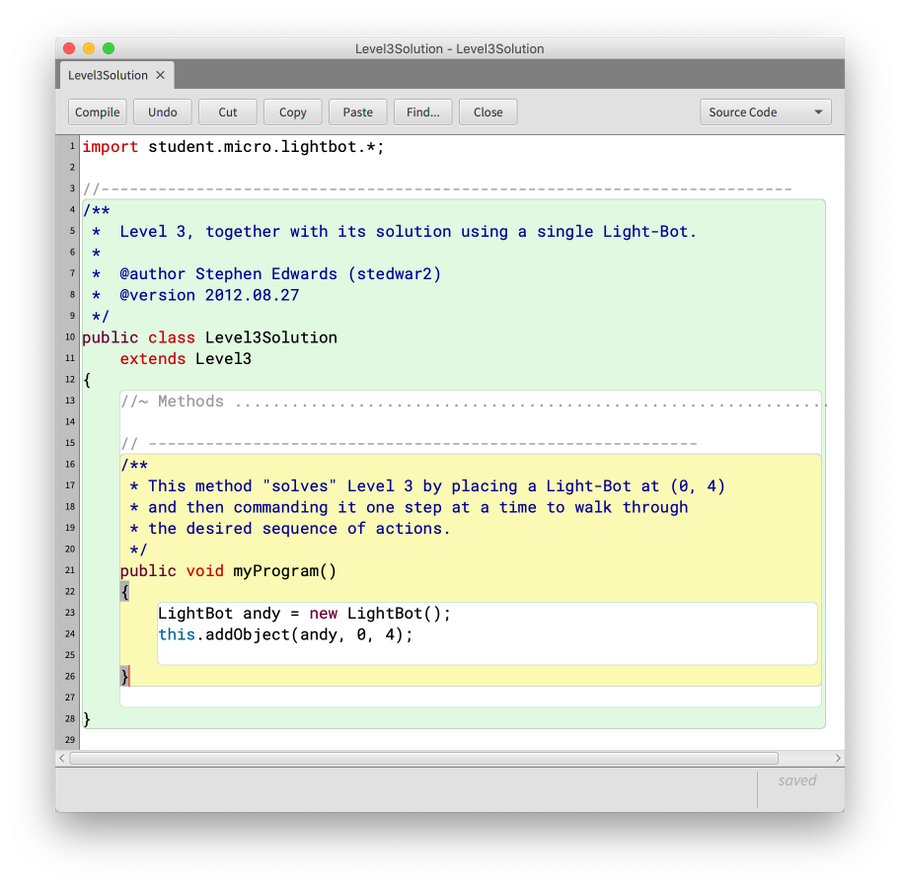 Level3Solution - Level3Solution
Level3Solution ×
Compile Undo Cut Copy Paste Find... Close Source Code
1 import student.micro.lightbot.*;
2
3 //-------------------------------------------------------------------------
4 /**
5  *  Level 3, together with its solution using a single Light-Bot.
6  *
7  *  @author Stephen Edwards (stedwar2)
8  *  @version 2012.08.27
9  */
10 public class Level3Solution
11     extends Level3
12 {
13     //~ Methods ...............................................................
14
15     // ----------------------------------------------------------
16     /**
17      * This method "solves" Level 3 by placing a Light-Bot at (0, 4)
18      * and then commanding it one step at a time to walk through
19      * the desired sequence of actions.
20      */
21     public void myProgram()
22     {
23         LightBot andy = new LightBot();
24         this.addObject(andy, 0, 4);
25
26     }
27
28 }
29
saved